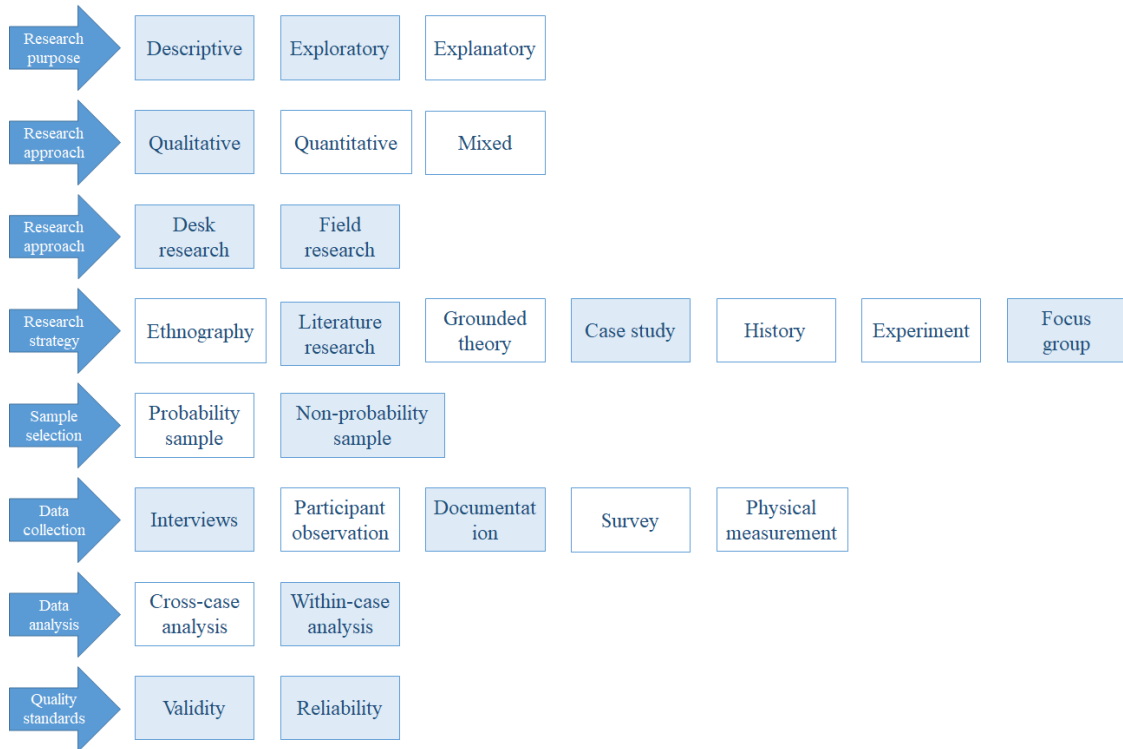 Research
purpose
Descriptive
Exploratory
Explanatory
Research
approach
Qualitative
Quantitative
Mixed
Research
approach
Desk
research
Field
research
Research
strategy
Ethnography
Literature
research
Grounded
theory
Case study
History
Experiment
Focus
group
Sample
selection
Probability
sample
Non-probability
sample
Data
collection
Interviews
Participant
observation
Documentat
ion
Survey
Physical
measurement
Data
analysis
Cross-case
analysis
Within-case
analysis
Quality
standards
Validity
Reliability